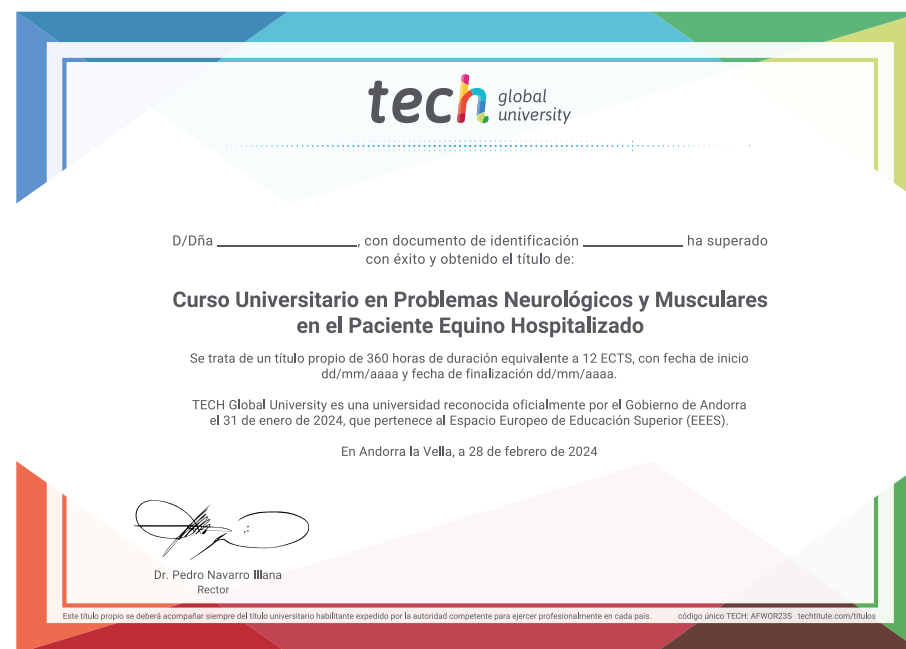 tech global university
D/Dña ____________________, con documento de identificación ______________ ha superado
con éxito y obtenido el título de:
Curso Universitario en Problemas Neurológicos y Musculares
en el Paciente Equino Hospitalizado
Se trata de un título propio de 360 horas de duración equivalente a 12 ECTS, con fecha de inicio
dd/mm/aaaa y fecha de finalización dd/mm/aaaa.
TECH Global University es una universidad reconocida oficialmente por el Gobierno de Andorra
el 31 de enero de 2024, que pertenece al Espacio Europeo de Educación Superior (EEES).
En Andorra la Vella, a 28 de febrero de 2024
Dr. Pedro Navarro Illana
Rector
Este título propio se deberá acompañar siempre del título universitario habilitante expedido por la autoridad competente para ejercer profesionalmente en cada país. código único TECH: AFWOR23S techtitute.com/titulos